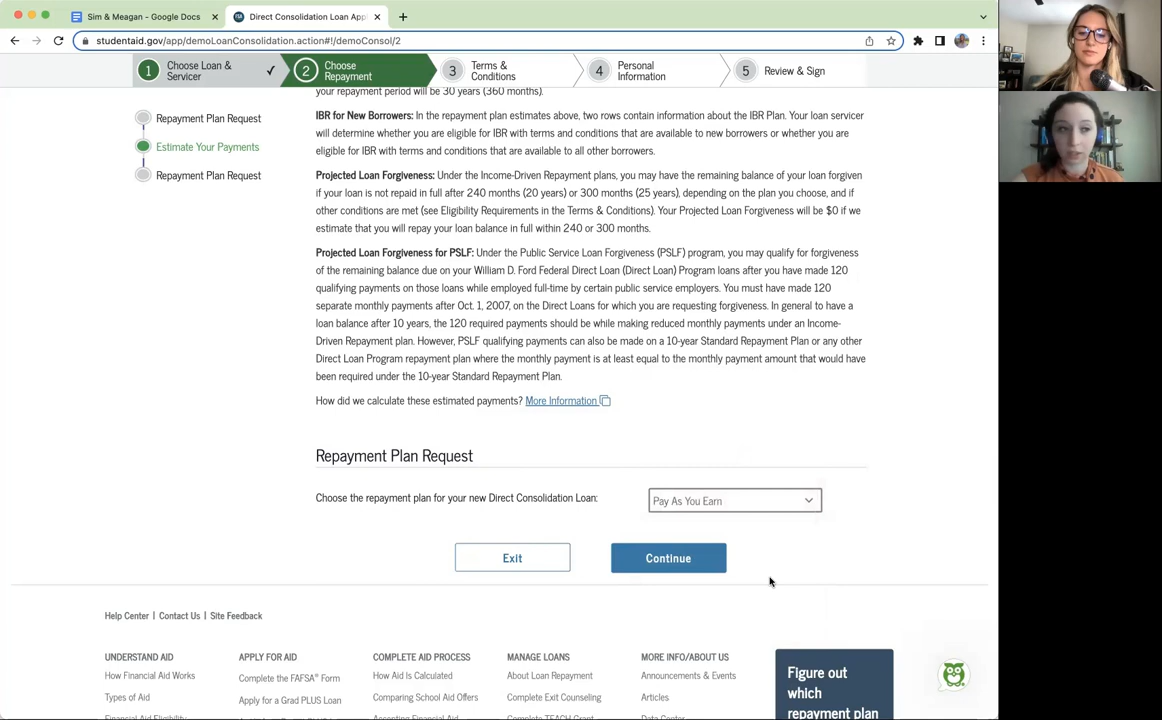 Sim & Meagan - Google Docs
Direct Consolidation Loan App
studentaid.gov/app/demoLoanConsolidation.action#!/demoConsol/2
1 Choose Loan & Servicer
2 Choose Repayment
3 Terms & Conditions
4 Personal Information
5 Review & Sign
Repayment Plan Request
Estimate Your Payments
Repayment Plan Request
your repayment period will be 30 years (360 months).
IBR for New Borrowers: In the repayment plan estimates above, two rows contain information about the IBR Plan. Your loan servicer
will determine whether you are eligible for IBR with terms and conditions that are available to new borrowers or whether you are
eligible for IBR with terms and conditions that are available to all other borrowers.
Projected Loan Forgiveness: Under the Income-Driven Repayment plans, you may have the remaining balance of your loan forgiven
if your loan is not repaid in full after 240 months (20 years) or 300 months (25 years), depending on the plan you choose, and if
other conditions are met (see Eligibility Requirements in the Terms & Conditions). Your Projected Loan Forgiveness will be $0 if we
estimate that you will repay your loan balance in full within 240 or 300 months.
Projected Loan Forgiveness for PSLF: Under the Public Service Loan Forgiveness (PSLF) program, you may qualify for forgiveness
of the remaining balance due on your William D. Ford Federal Direct Loan (Direct Loan) Program loans after you have made 120
qualifying payments on those loans while employed full-time by certain public service employers. You must have made 120
separate monthly payments after Oct. 1, 2007, on the Direct Loans for which you are requesting forgiveness. In general to have a
loan balance after 10 years, the 120 required payments should be while making reduced monthly payments under an Income-
Driven Repayment plan. However, PSLF qualifying payments can also be made on a 10-year Standard Repayment Plan or any other
Direct Loan Program repayment plan where the monthly payment is at least equal to the monthly payment amount that would have
been required under the 10-year Standard Repayment Plan.
How did we calculate these estimated payments? More Information
Repayment Plan Request
Choose the repayment plan for your new Direct Consolidation Loan:
Pay As You Earn
Exit
Continue
Help Center | Contact Us | Site Feedback
UNDERSTAND AID
How Financial Aid Works
Types of Aid
Financial Aid Eligibility
APPLY FOR AID
Complete the FAFSA® Form
Apply for a Grad PLUS Loan
COMPLETE AID PROCESS
How Aid Is Calculated
Comparing School Aid Offers
Accepting Financial Aid
MANAGE LOANS
About Loan Repayment
Complete Exit Counseling
Complete TEACH Grant
MORE INFO/ABOUT US
Announcements & Events
Articles
Data Center
Figure out
which
repayment plan